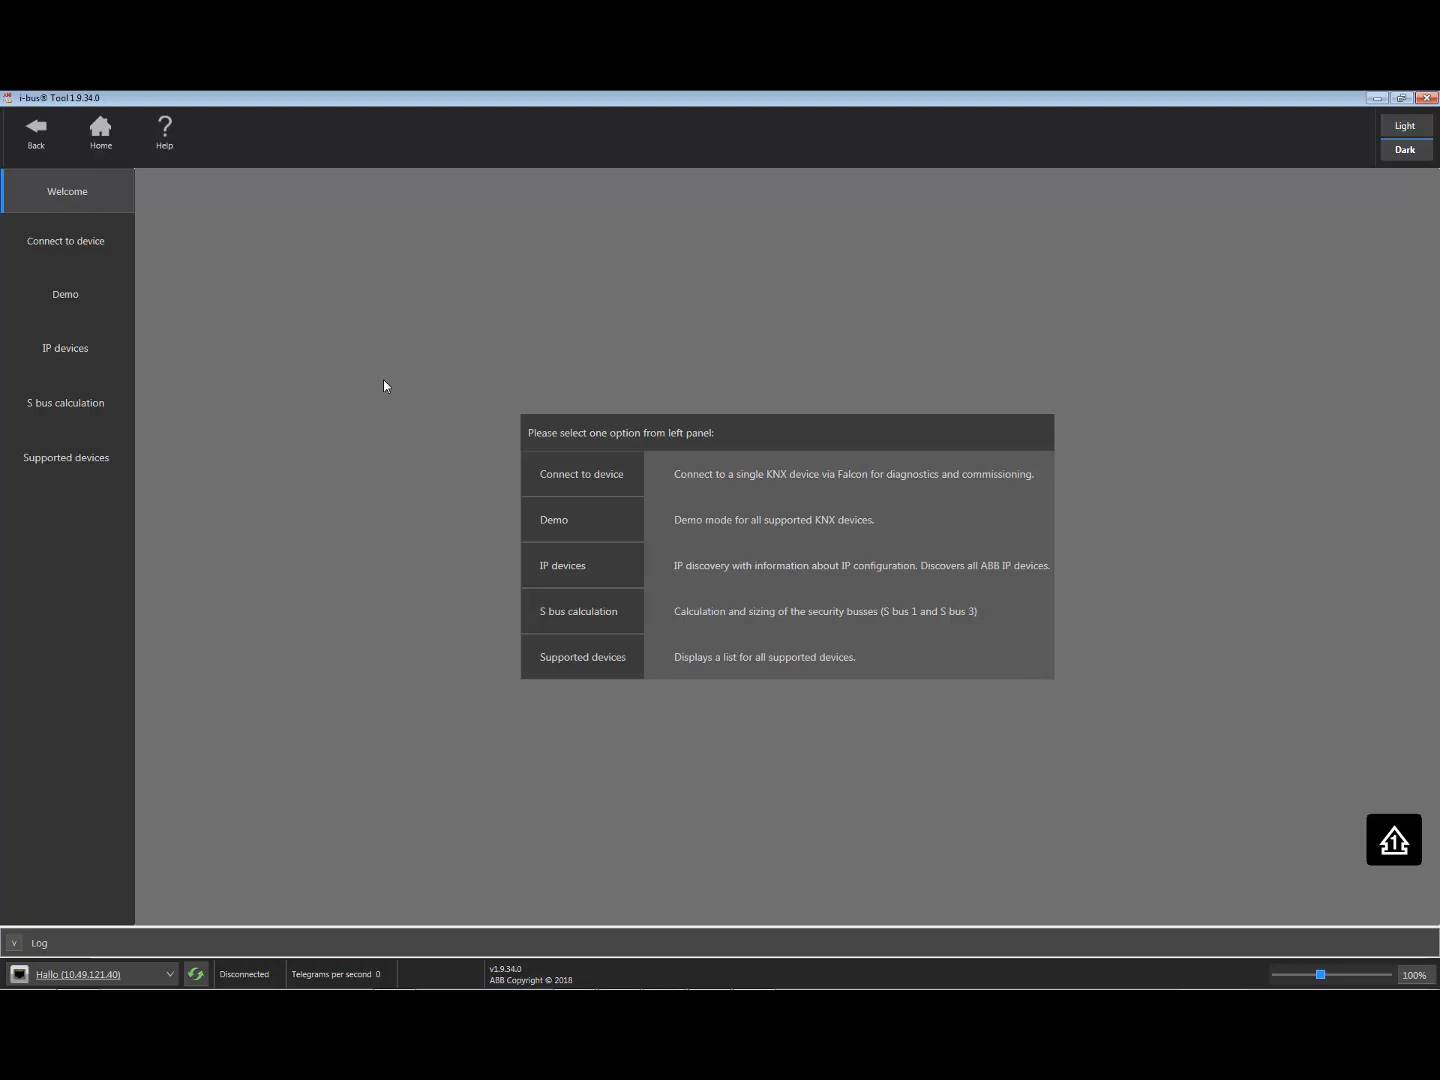 i-bus® Tool 1.9.34.0
Back
Home
Help
Light
Dark
Welcome
Connect to device
Demo
IP devices
S bus calculation
Supported devices
Please select one option from left panel:
Connect to device Connect to a single KNX device via Falcon for diagnostics and commissioning.
Demo Demo mode for all supported KNX devices.
IP devices IP discovery with information about IP configuration. Discovers all ABB IP devices.
S bus calculation Calculation and sizing of the security busses (S bus 1 and S bus 3)
Supported devices Displays a list for all supported devices.
1
Log
Hallo (10.49.121.40)
Disconnected
Telegrams per second 0
v1.9.34.0
ABB Copyright © 2018
100%